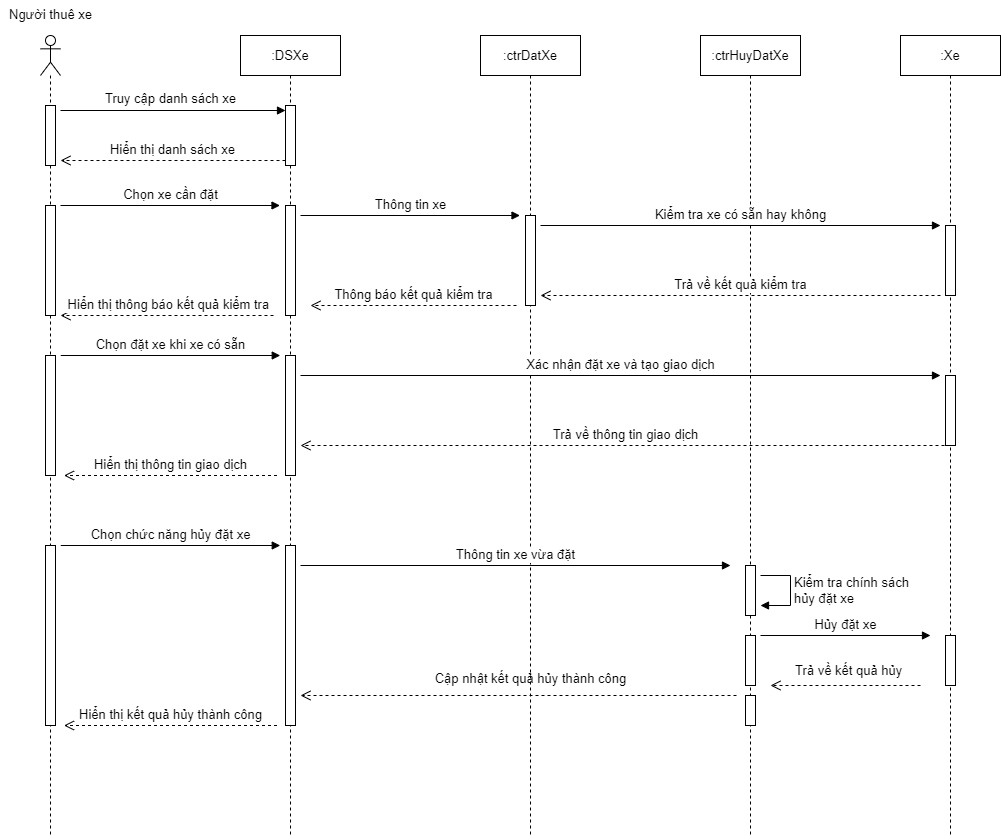 Người thuê xe
:DSXe
:ctrDatXe
:ctrHuyDatXe
:Xe
Truy cập danh sách xe
Hiển thị danh sách xe
Chọn xe cần đặt
Thông tin xe
Kiểm tra xe có sẵn hay không
Trả về kết quả kiểm tra
Thông báo kết quả kiểm tra
Hiển thị thông báo kết quả kiểm tra
Chọn đặt xe khi xe có sẵn
Xác nhận đặt xe và tạo giao dịch
Trả về thông tin giao dịch
Hiển thị thông tin giao dịch
Chọn chức năng hủy đặt xe
Thông tin xe vừa đặt
Kiểm tra chính sách
hủy đặt xe
Hủy đặt xe
Trả về kết quả hủy
Cập nhật kết quả hủy thành công
Hiển thị kết quả hủy thành công